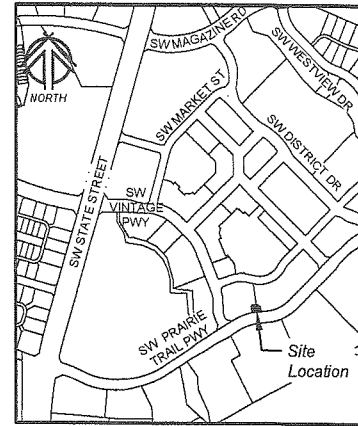 SW MAGAZINE RD
SW WESTVIEW DR
NORTH
SW MARKET ST
SW DISTRICT DR
SW STATE STREET
SW
VINTAGE
PWY
SW PRAIRIE
TRAIL PWY
Site
Location